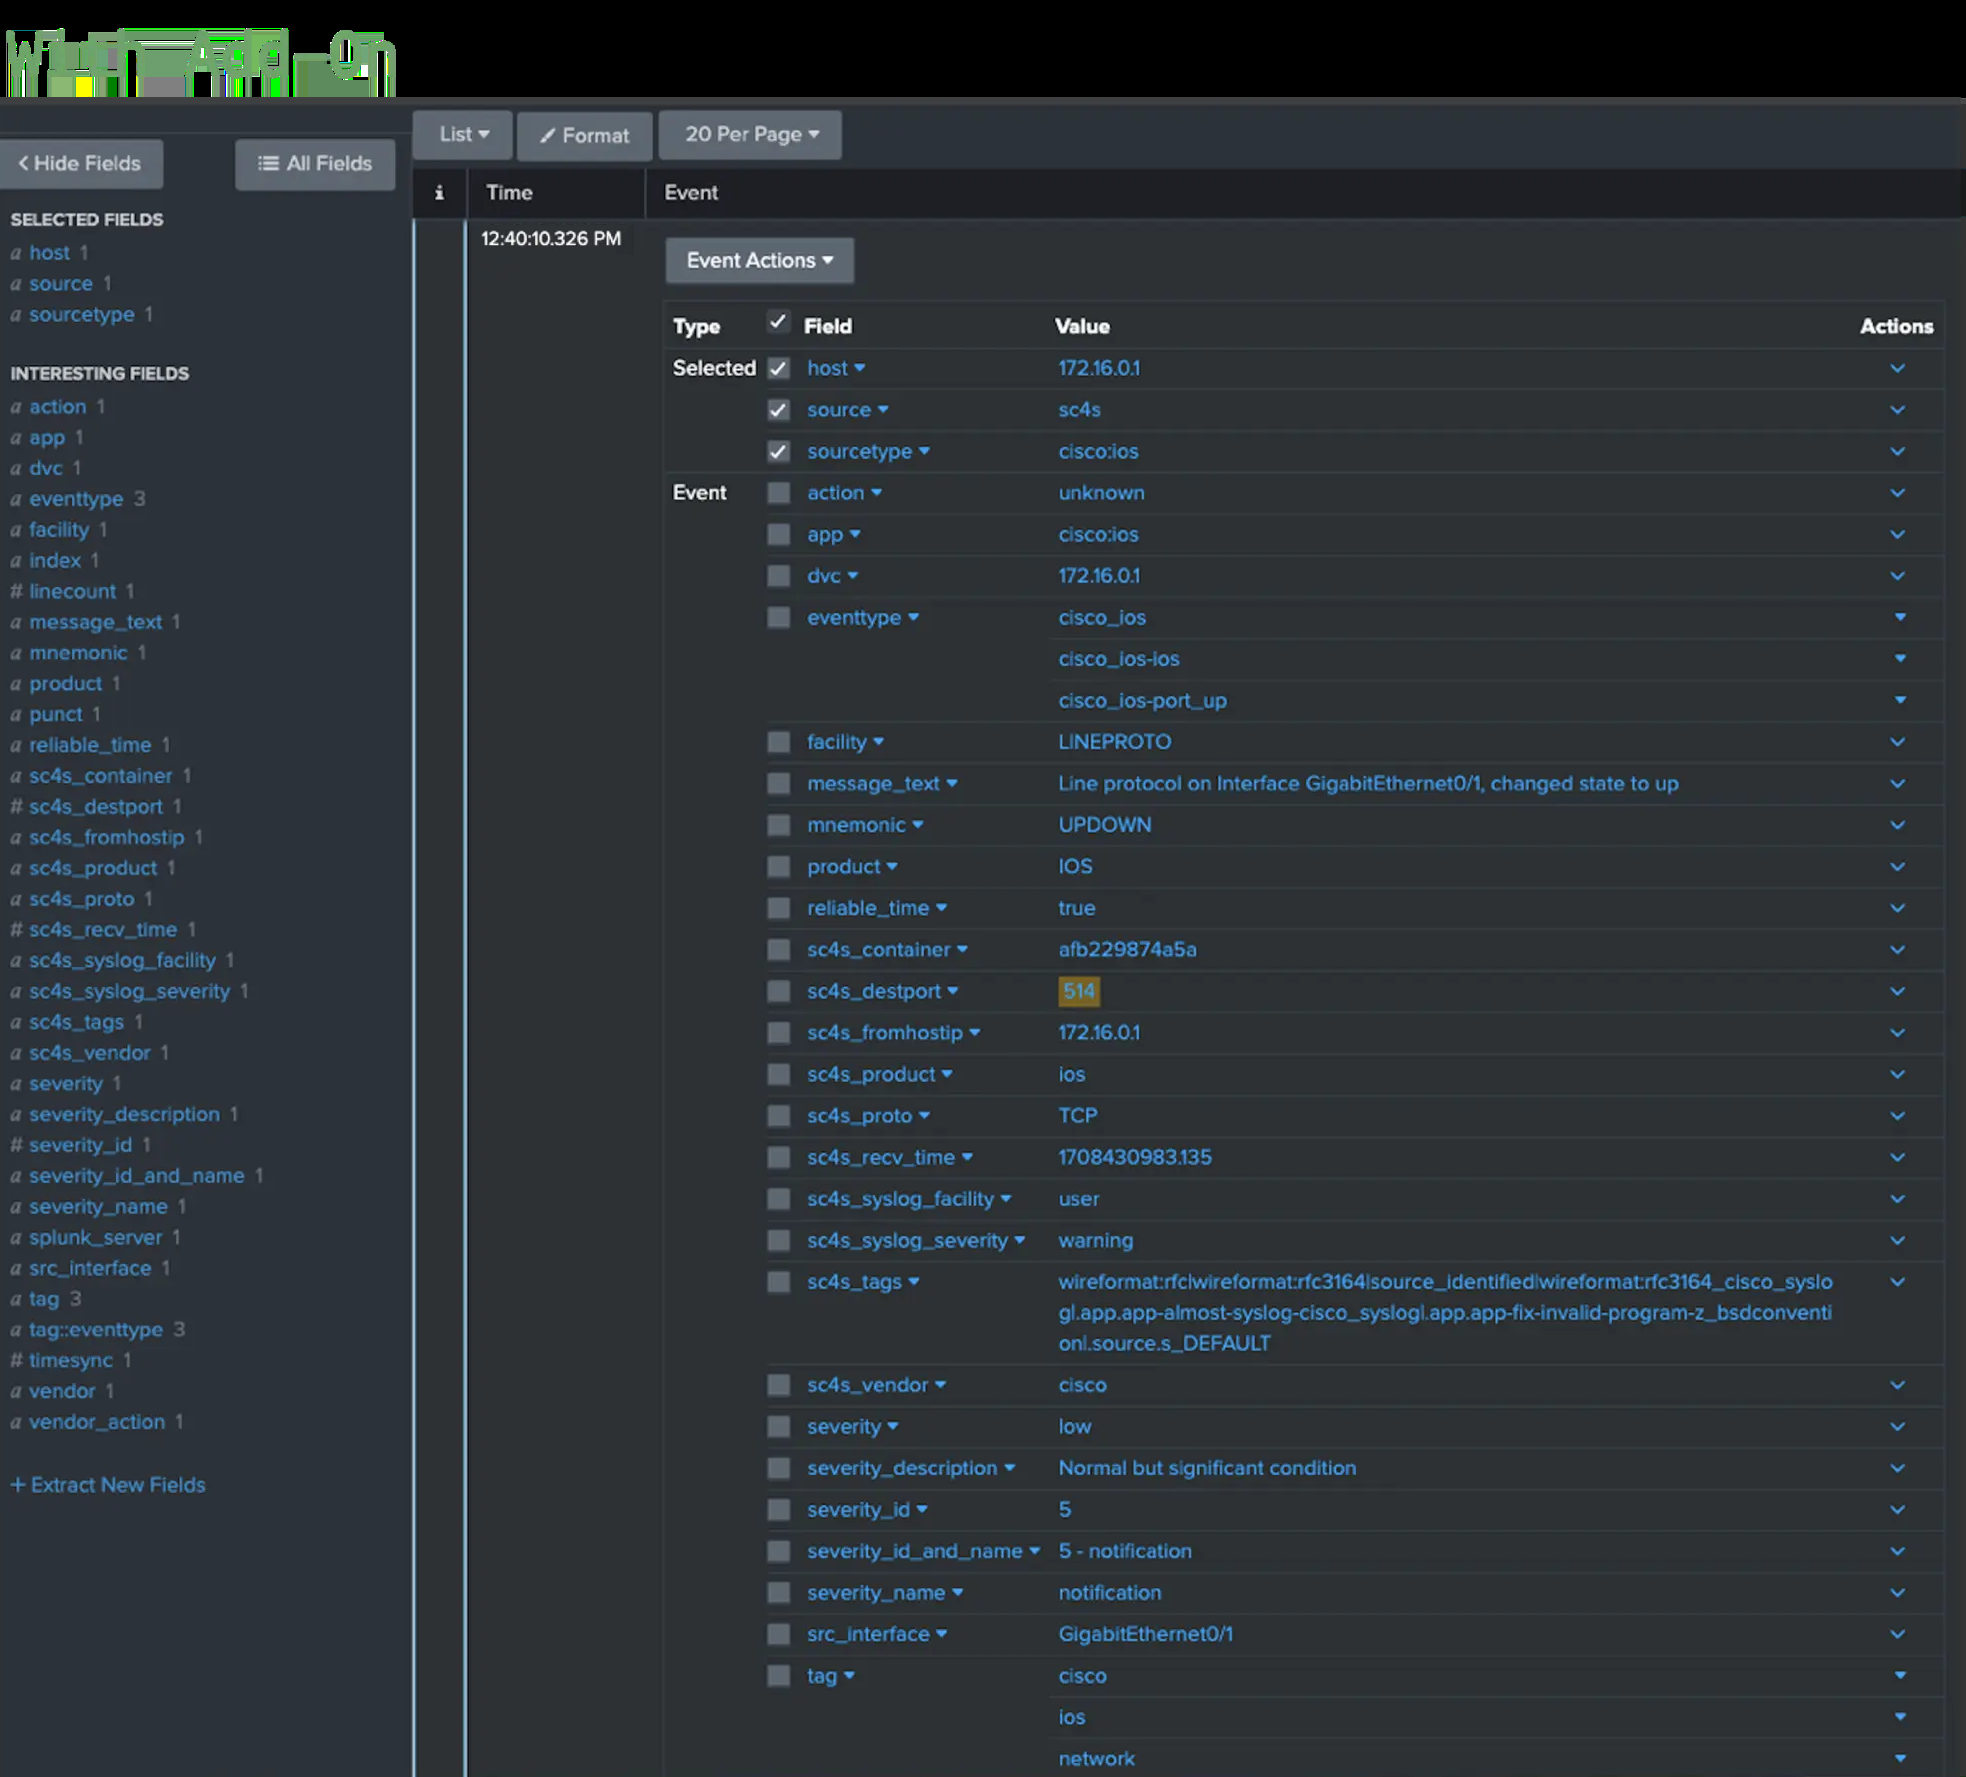 With Add-On
List
Format
20 Per Page
Hide Fields
All Fields
i Time Event
SELECTED FIELDS
a host 1
a source 1
a sourcetype 1
INTERESTING FIELDS
a action 1
a app 1
a dvc 1
a eventtype 3
a facility 1
a index 1
# linecount 1
a message_text 1
a mnemonic 1
a product 1
a punct 1
a reliable_time 1
a sc4s_container 1
# sc4s_destport 1
a sc4s_fromhostip 1
a sc4s_product 1
a sc4s_proto 1
# sc4s_recv_time 1
a sc4s_syslog_facility 1
a sc4s_syslog_severity 1
a sc4s_tags 1
a sc4s_vendor 1
a severity 1
a severity_description 1
# severity_id 1
a severity_id_and_name 1
a severity_name 1
a splunk_server 1
a src_interface 1
a tag 3
a tag::eventtype 3
# timesync 1
a vendor 1
a vendor_action 1
+ Extract New Fields
12:40:10.326 PM
Event Actions
Type Field Value Actions
Selected host 172.16.0.1
source sc4s
sourcetype cisco:ios
Event action unknown
app cisco:ios
dvc 172.16.0.1
eventtype cisco_ios
cisco_ios-ios
cisco_ios-port_up
facility LINEPROTO
message_text Line protocol on Interface GigabitEthernet0/1, changed state to up
mnemonic UPDOWN
product IOS
reliable_time true
sc4s_container afb229874a5a
sc4s_destport 514
sc4s_fromhostip 172.16.0.1
sc4s_product ios
sc4s_proto TCP
sc4s_recv_time 1708430983.135
sc4s_syslog_facility user
sc4s_syslog_severity warning
sc4s_tags wireformat:rfc|wireformat:rfc3164|source_identified|wireformat:rfc3164_cisco_syslo
g|.app.app-almost-syslog-cisco_syslog|.app.app-fix-invalid-program-z_bsdconventi
on|.source.s_DEFAULT
sc4s_vendor cisco
severity low
severity_description Normal but significant condition
severity_id 5
severity_id_and_name 5 - notification
severity_name notification
src_interface GigabitEthernet0/1
tag cisco
ios
network